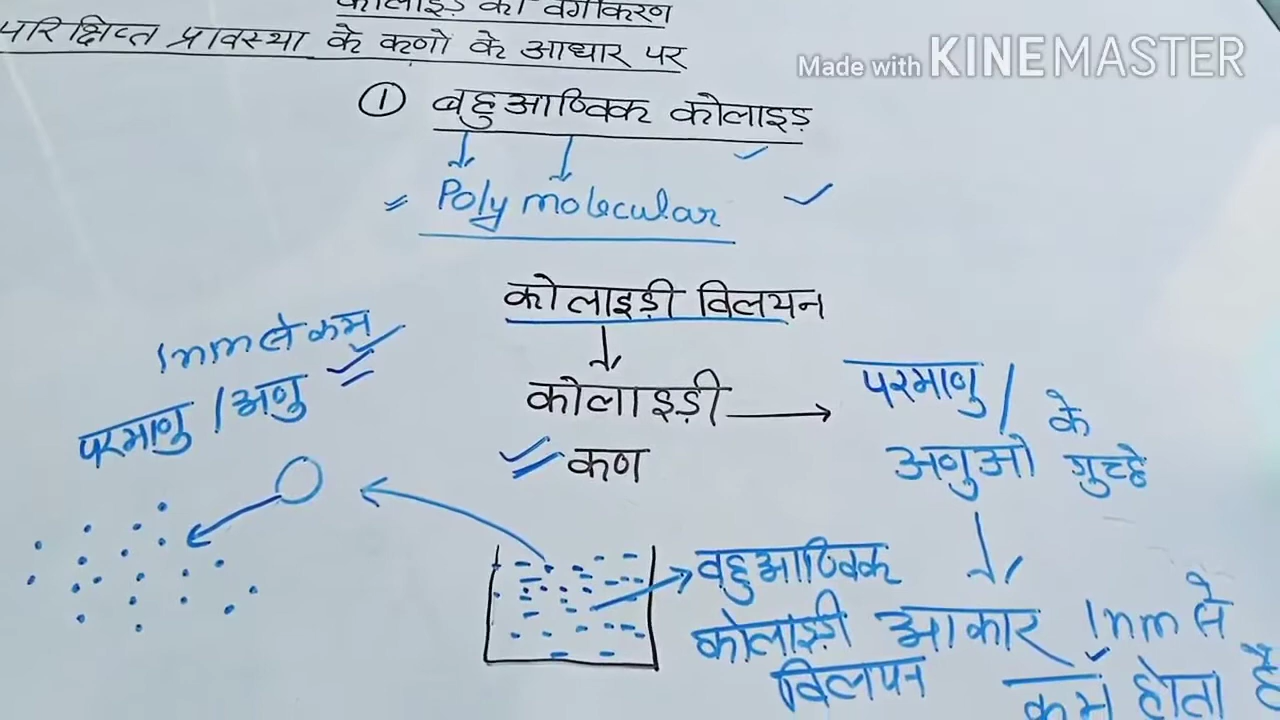 कोलाइड़ का वर्गीकरण
परिक्षिप्त प्रावस्था के कणो के आधार पर
Made with KINEMASTER
① बहुआण्विक कोलाइड़
Poly molecular
कोलाइड़ी विलयन
1nm से कम
परमाणु / अणु
कोलाइड़ी
कण
परमाणु /
अणुओ के गुच्छे
बहुआण्विक
कोलाइड़ी
विलयन
आकार 1nm से
कम होता है